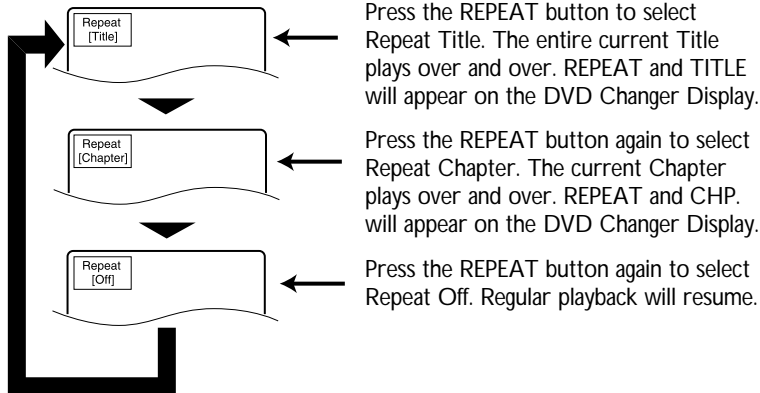 Repeat
[Title]
Press the REPEAT button to select
Repeat Title. The entire current Title
plays over and over. REPEAT and TITLE
will appear on the DVD Changer Display.
Repeat
[Chapter]
Press the REPEAT button again to select
Repeat Chapter. The current Chapter
plays over and over. REPEAT and CHP.
will appear on the DVD Changer Display.
Repeat
[Off]
Press the REPEAT button again to select
Repeat Off. Regular playback will resume.